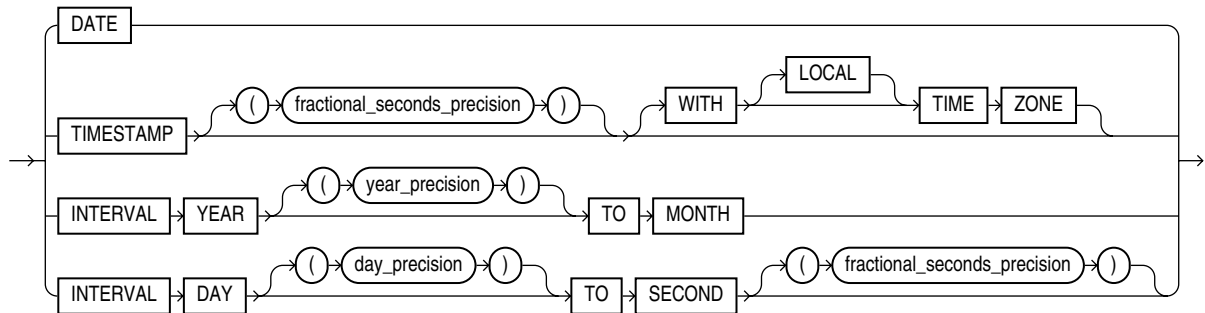 DATE
LOCAL
( fractional_seconds_precision ) WITH TIME ZONE
TIMESTAMP
( year_precision )
INTERVAL YEAR TO MONTH
( day_precision ) ( fractional_seconds_precision )
INTERVAL DAY TO SECOND